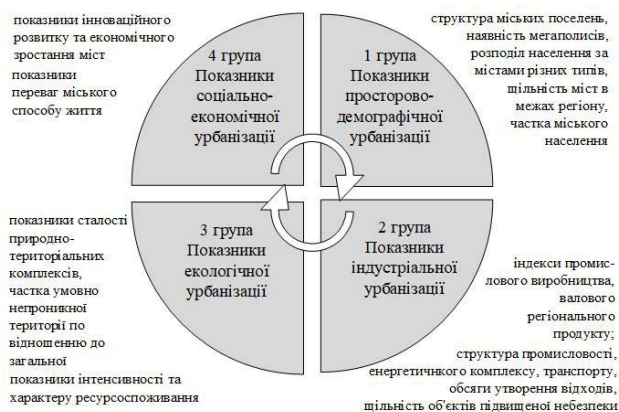 показники інноваційного
розвитку та економічного
зростання міст
показники
переваг міського
способу життя
4 група
Показники
соціально-
економічної
урбанізації
1 група
Показники
просторово-
демографічної
урбанізації
структура міських поселень,
наявність мегаполисів,
розподіл населення за
містами різних типів,
щільність міст в
межах регіону,
частка міського
населення
показники сталості
природно-
територіальних
комплексів,
частка умовно
непроникної
території по
відношенню до
загальної
показники інтенсивності та
характеру ресурсоспоживання
3 група
Показники
екологічної
урбанізації
2 група
Показники
індустріальної
урбанізації
індекси промис-
лового виробництва,
валового
регіонального
продукту;
структура промисловості,
енергетичнкого комплексу, транспорту,
обсяги утворення відходів,
щільність об'єктів підвищеної небезпеки